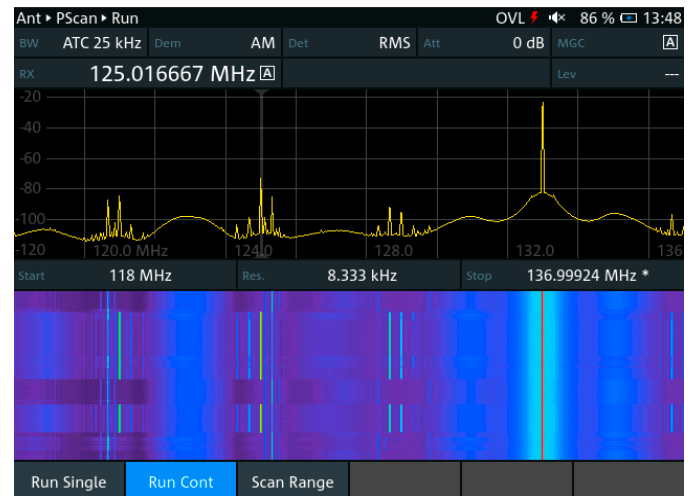 Ant ▸ PScan ▸ Run OVL 86 % 13:48
BW ATC 25 kHz Dem AM Det RMS Att 0 dB MGC A
RX 125.016667 MHz A Lev ---
-20
-40
-60
-80
-100
-120 120.0 MHz 124.0 128.0 132.0 136
Start 118 MHz Res. 8.333 kHz Stop 136.99924 MHz *
Run Single Run Cont Scan Range